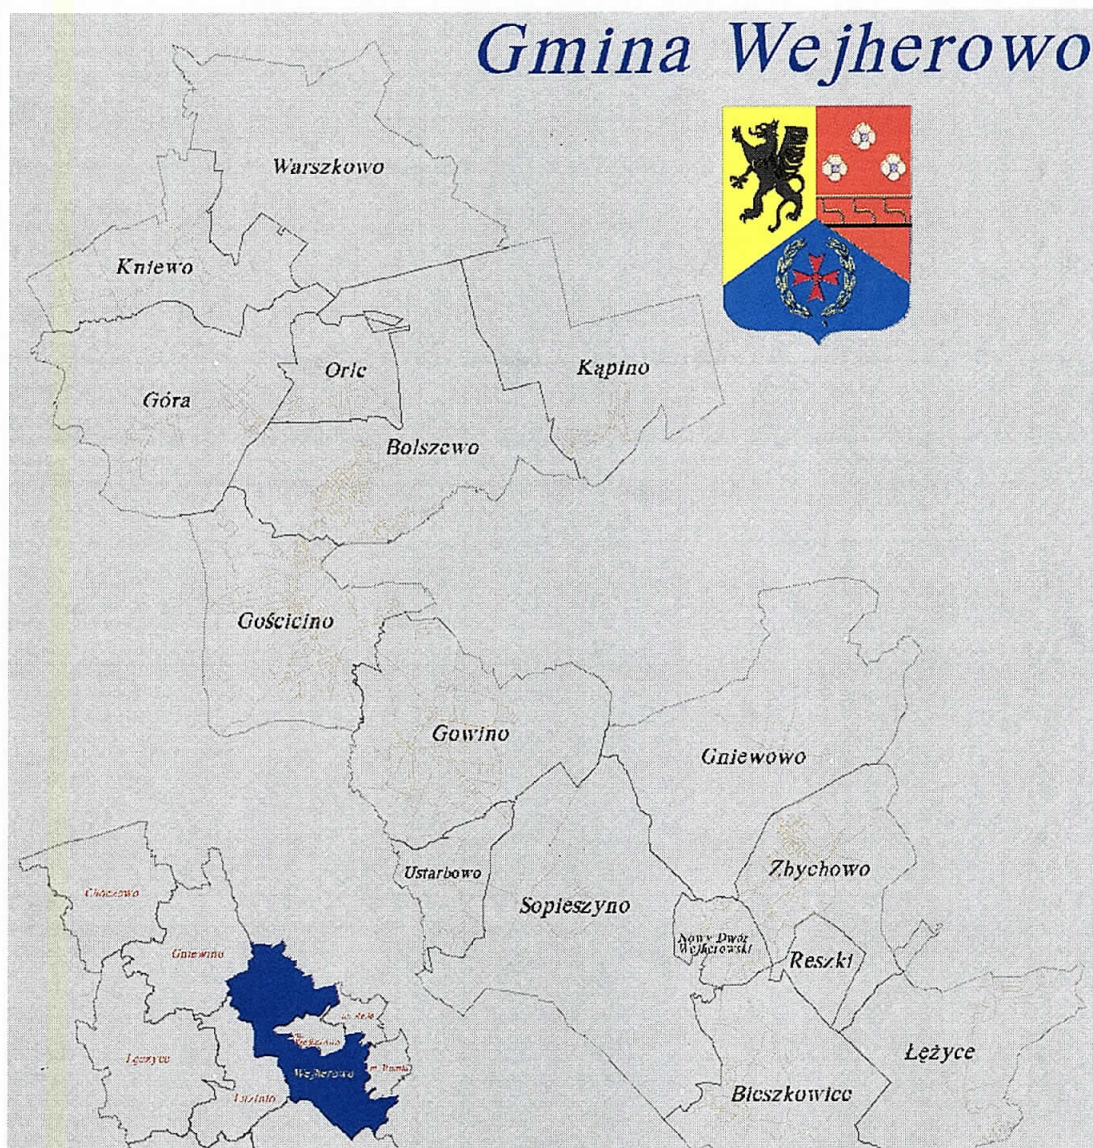 Gmina Wejherowo
Warszkowo
Kniewo
Orle
Kąpino
Góra
Bolszewo
Gościcino
Gowino
Gniewowo
Ustarbowo
Zbychowo
Sopieszyno
Choczewo
Nowy Dwór
Wejherowski
Gniewino
Reszki
Łęczyce
Wejherowo
Łężyce
Luzino
Bieszkowice